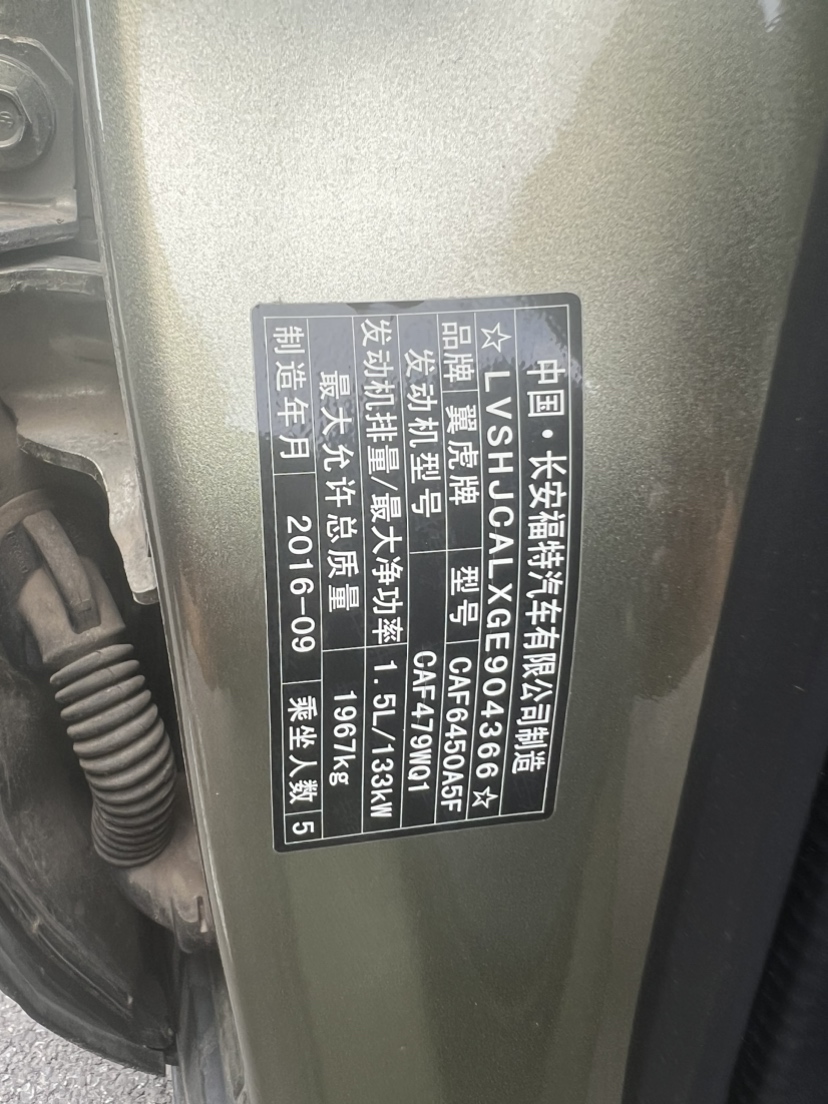 中国·长安福特汽车有限公司制造
☆LVSHJCALXGE904366☆
品牌 翼虎牌 型号 CAF6450A5F
发动机型号 CAF479WQ1
发动机排量/最大净功率 1.5L/133kW
最大允许总质量 1967kg
制造年月 2016-09 乘坐人数 5